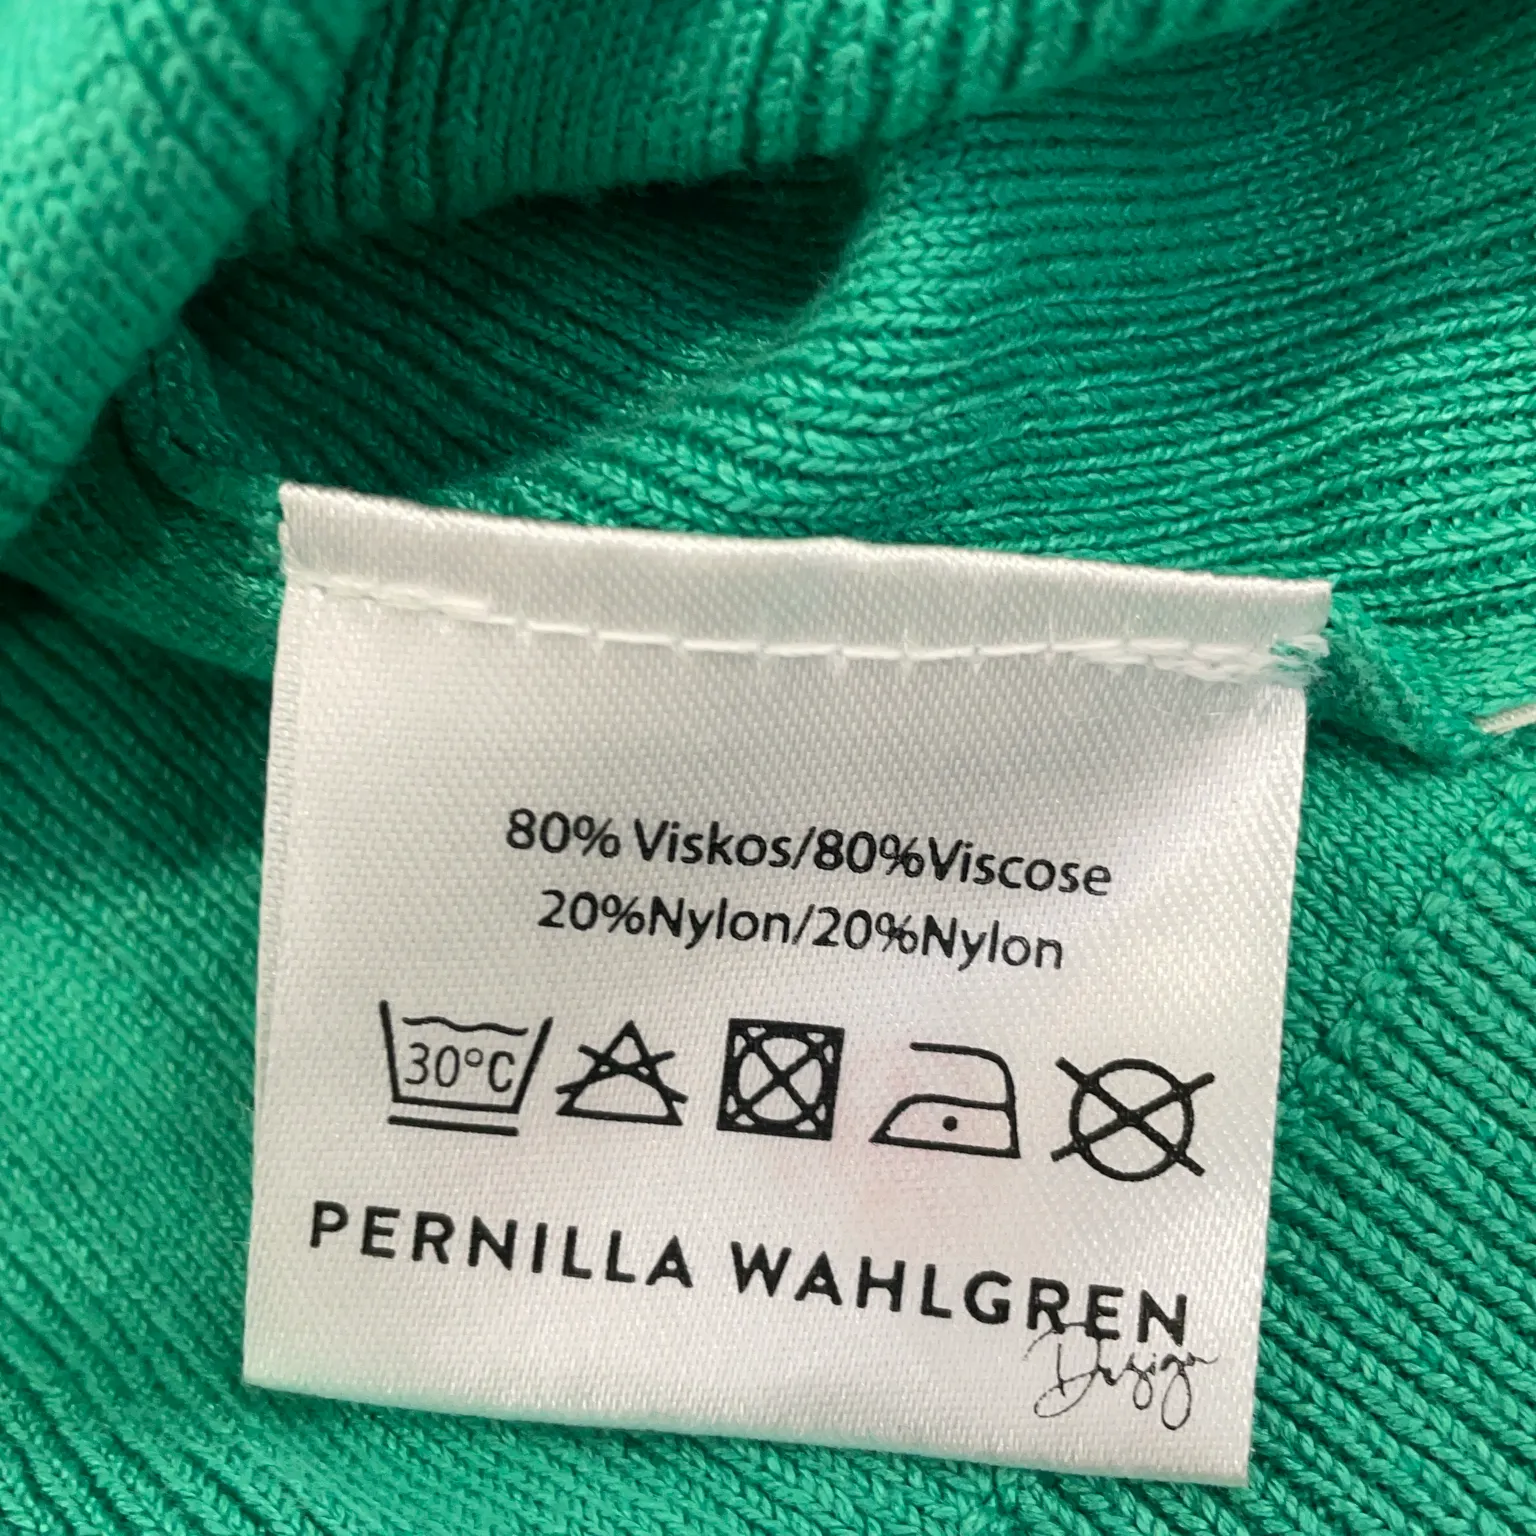 80% Viskos/80%Viscose
20%Nylon/20%Nylon
30°C
PERNILLA WAHLGREN
Design